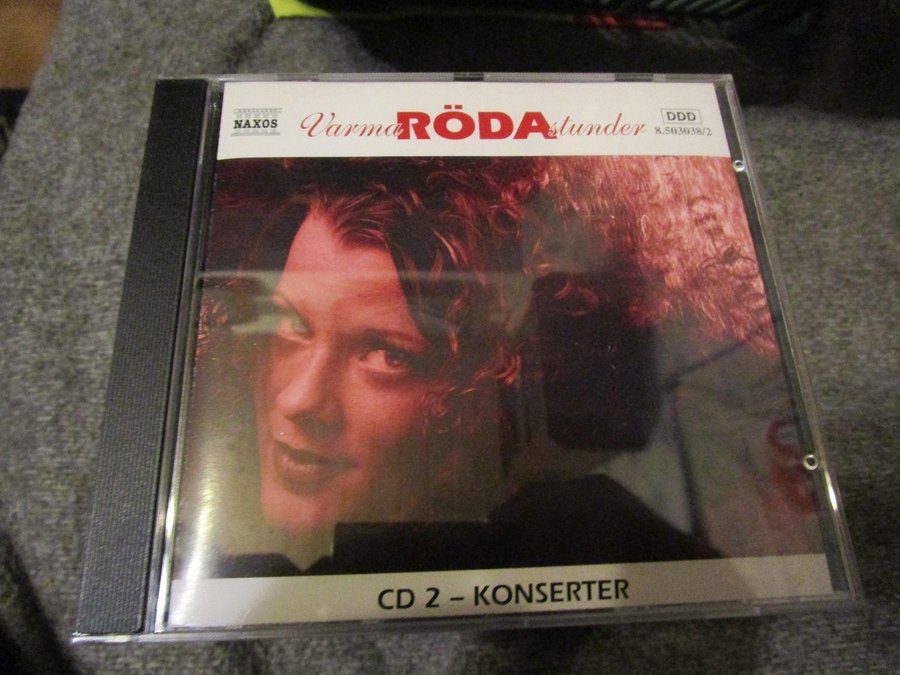 NAXOS
Varma RÖDA stunder
DDD
8.503038/2
CD 2 – KONSERTER